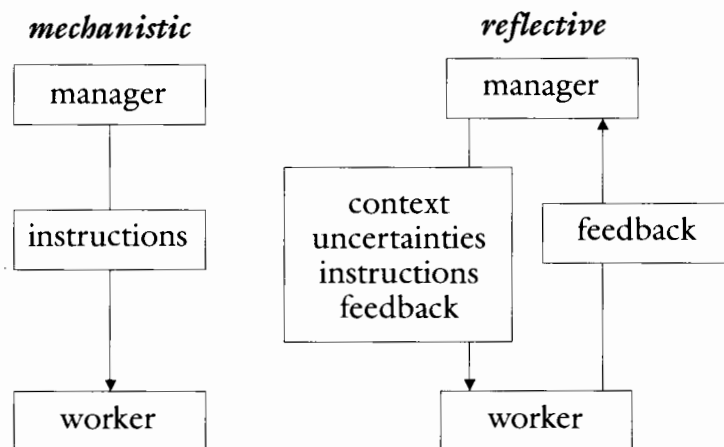 mechanistic
manager
instructions
worker
reflective
manager
context
uncertainties
instructions
feedback
feedback
worker